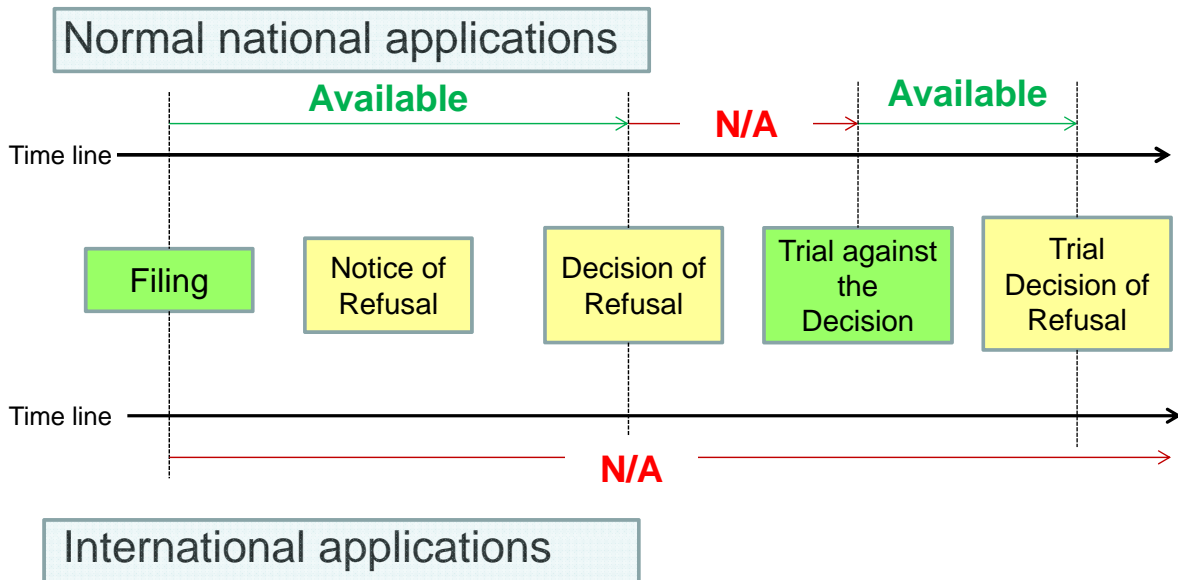 Normal national applications
Available
N/A
Available
Time line
Filing
Notice of
Refusal
Decision of
Refusal
Trial against
the
Decision
Trial
Decision of
Refusal
Time line
N/A
International applications